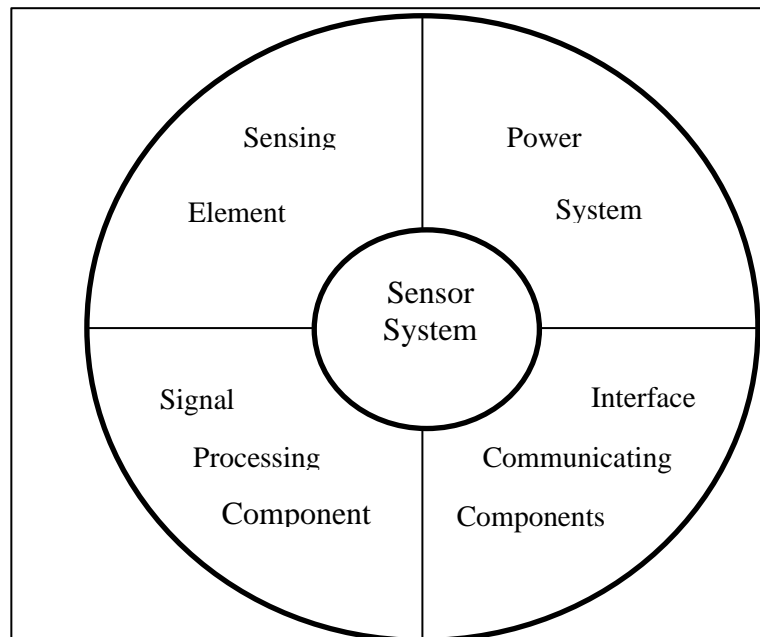 Sensing
Element
Power
System
Sensor
System
Signal
Processing
Component
Interface
Communicating
Components